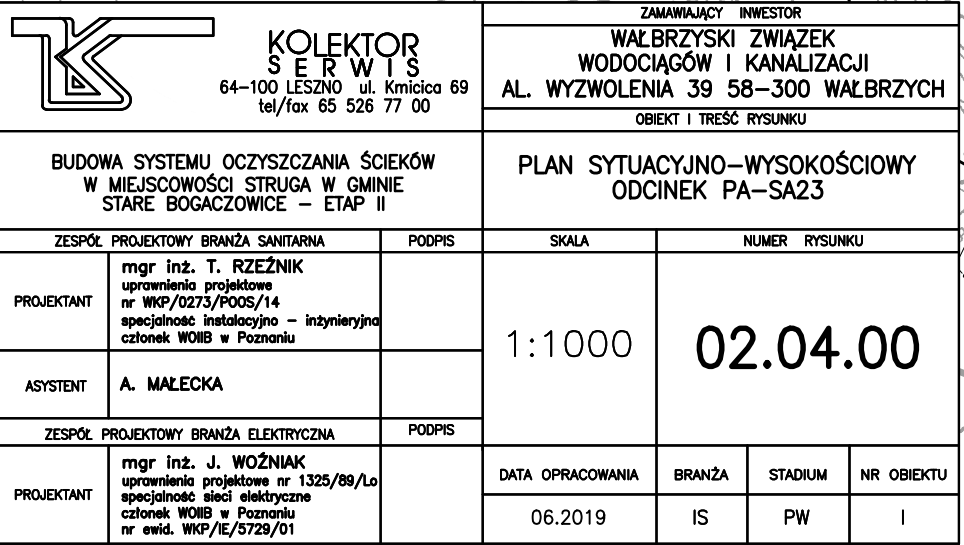 KOLEKTOR
SERWIS
64-100 LESZNO ul. Kmicica 69
tel/fax 65 526 77 00
ZAMAWIAJĄCY INWESTOR
WAŁBRZYSKI ZWIĄZEK
WODOCIĄGÓW I KANALIZACJI
AL. WYZWOLENIA 39 58-300 WAŁBRZYCH
OBIEKT I TREŚĆ RYSUNKU
BUDOWA SYSTEMU OCZYSZCZANIA ŚCIEKÓW
W MIEJSCOWOŚCI STRUGA W GMINIE
STARE BOGACZOWICE - ETAP II
PLAN SYTUACYJNO-WYSOKOŚCIOWY
ODCINEK PA-SA23
ZESPÓŁ PROJEKTOWY BRANŻA SANITARNA
PODPIS
SKALA
NUMER RYSUNKU
PROJEKTANT
mgr inż. T. RZEŹNIK
uprawnienia projektowe
nr WKP/0273/POOS/14
specjalność instalacyjno - inżynieryjna
członek WOIIB w Poznaniu
1:1000
02.04.00
ASYSTENT
A. MAŁECKA
ZESPÓŁ PROJEKTOWY BRANŻA ELEKTRYCZNA
PODPIS
PROJEKTANT
mgr inż. J. WOŹNIAK
uprawnienia projektowe nr 1325/89/Lo
specjalność sieci elektryczne
członek WOIIB w Poznaniu
nr ewid. WKP/IE/5729/01
DATA OPRACOWANIA
BRANŻA
STADIUM
NR OBIEKTU
06.2019
IS
PW
I